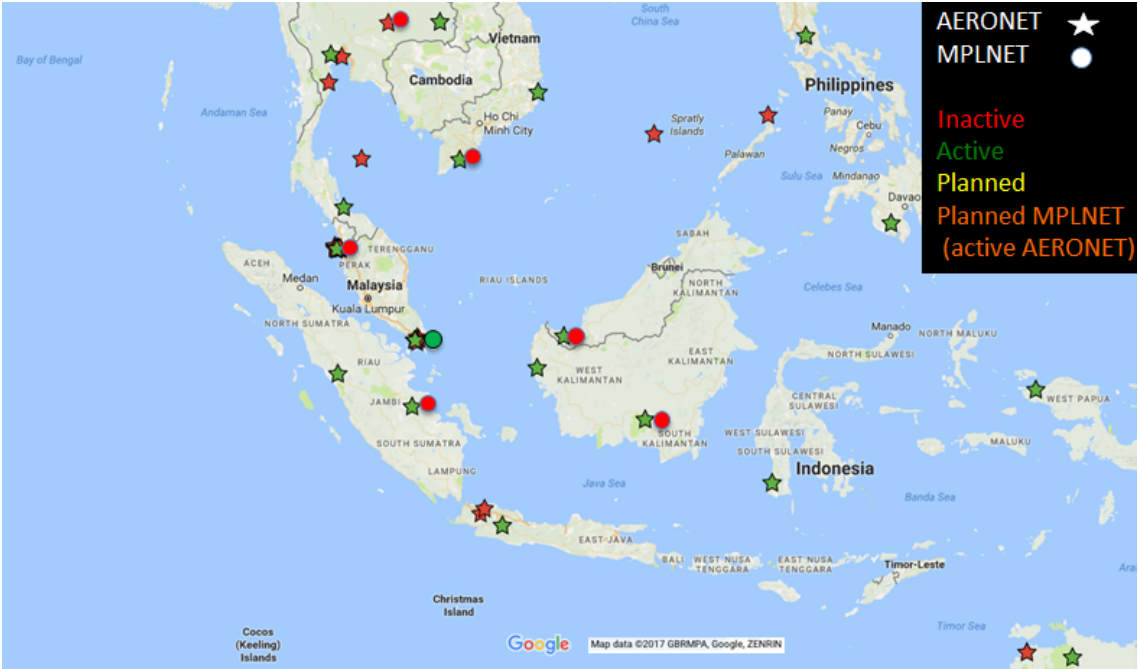 South
China Sea
AERONET
MPLNET
Vietnam
Bay of Bengal
Cambodia
Philippines
Andaman Sea
Ho Chi
Minh City
Spratly
Islands
Panay
Cebu
Negros
Palawan
Inactive
Active
Planned
Planned MPLNET
(active AERONET)
Sulu Sea
Mindanao
Davao
SABAH
ACEH
TERENGGANU
PERAK
Medan
Malaysia
Kuala Lumpur
RIAU ISLANDS
Brunei
NORTH
KALIMANTAN
Celebes Sea
NORTH SUMATRA
Manado
NORTH MALUKU
NORTH SULAWESI
RIAU
WEST
KALIMANTAN
EAST
KALIMANTAN
CENTRAL
SULAWESI
WEST PAPUA
JAMBI
SOUTH
KALIMANTAN
WEST SULAWESI
SOUTH SULAWESI
MALUKU
SOUTH SUMATRA
LAMPUNG
Indonesia
Java Sea
Banda Sea
EAST JAVA
BALI
WEST NUSA
TENGGARA
EAST NUSA
TENGGARA
Timor-Leste
Ara
Christmas
Island
Timor Sea
Cocos
(Keeling)
Islands
Google
Map data ©2017 GBRMPA, Google, ZENRIN